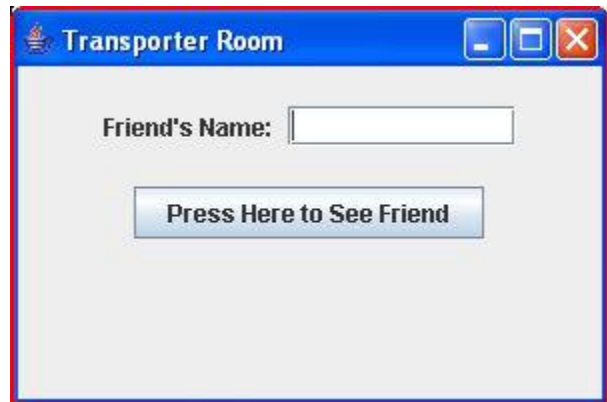 Transporter Room
Friend's Name:
Press Here to See Friend